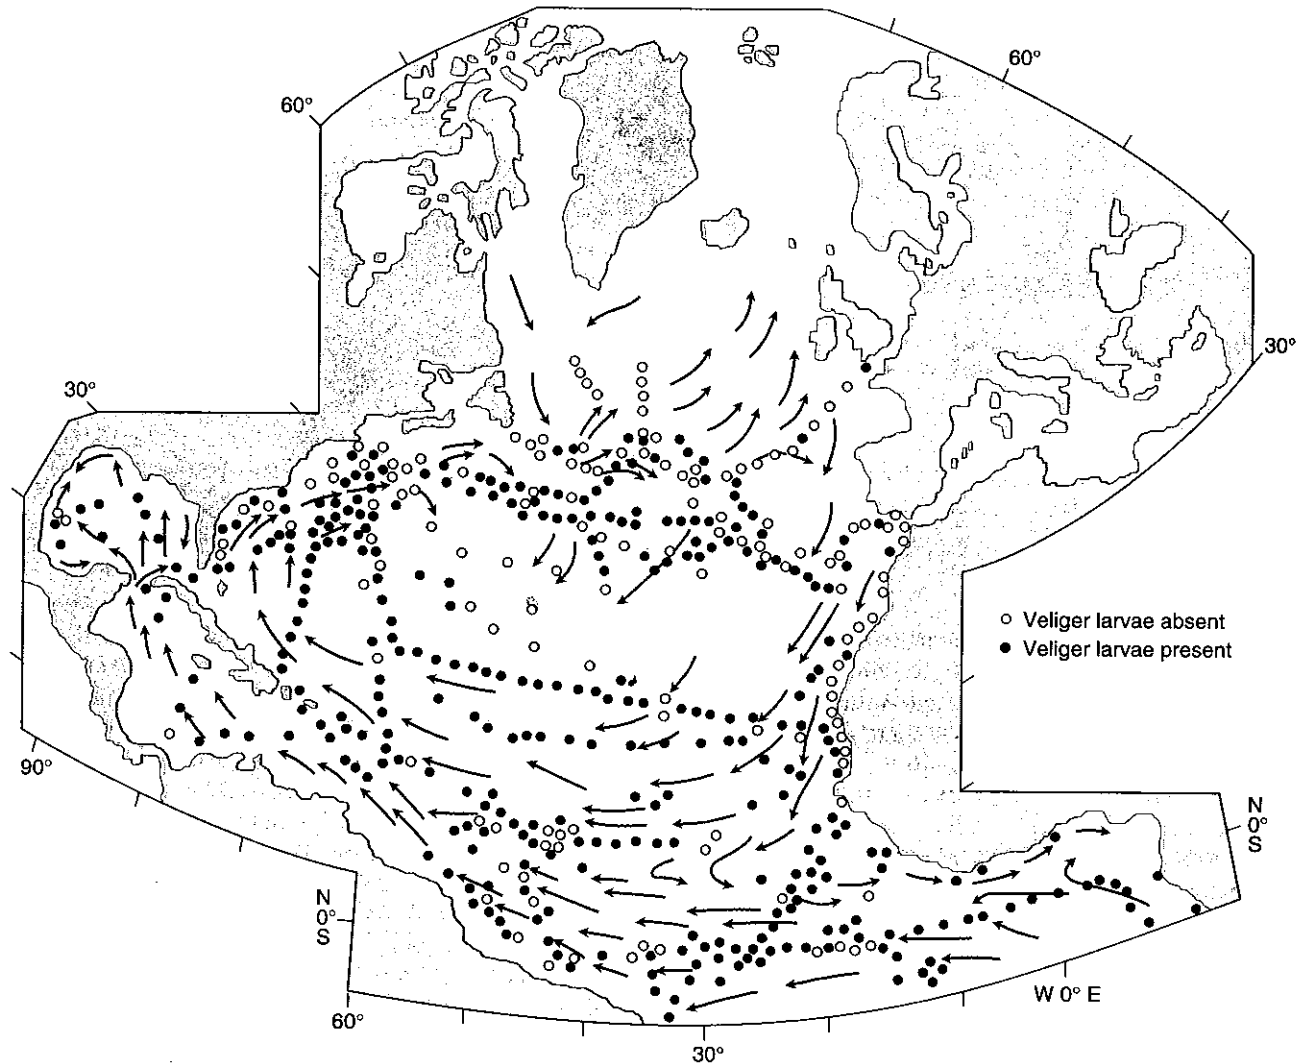 60°
60°
30°
30°
○ Veliger larvae absent
● Veliger larvae present
90°
N
0°
S
N
0°
S
W 0° E
60°
30°